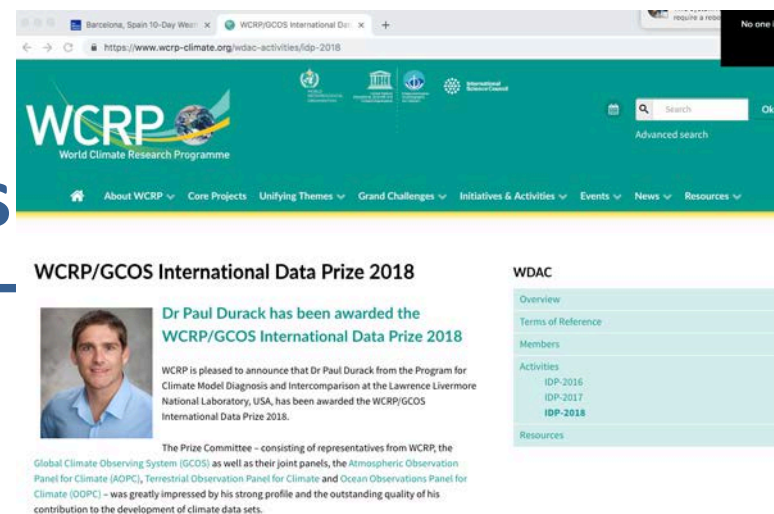 Barcelona, Spain 10-Day Weath
WCRP/GCOS International Dat
require a
No one
https://www.wcrp-climate.org/wdac-activities/idp-2018
International
Science Council
WCRP
World Climate Research Programme
Search
Ok
Advanced search
About WCRP
Core Projects
Unifying Themes
Grand Challenges
Initiatives & Activities
Events
News
Resources
S
WCRP/GCOS International Data Prize 2018
Dr Paul Durack has been awarded the
WCRP/GCOS International Data Prize 2018
WCRP is pleased to announce that Dr Paul Durack from the Program for
Climate Model Diagnosis and Intercomparison at the Lawrence Livermore
National Laboratory, USA, has been awarded the WCRP/GCOS
International Data Prize 2018.
The Prize Committee – consisting of representatives from WCRP, the
Global Climate Observing System (GCOS) as well as their joint panels, the Atmospheric Observation
Panel for Climate (AOPC), Terrestrial Observation Panel for Climate and Ocean Observations Panel for
Climate (OOPC) – was greatly impressed by his strong profile and the outstanding quality of his
contribution to the development of climate data sets.
WDAC
Overview
Terms of Reference
Members
Activities
IDP-2016
IDP-2017
IDP-2018
Resources